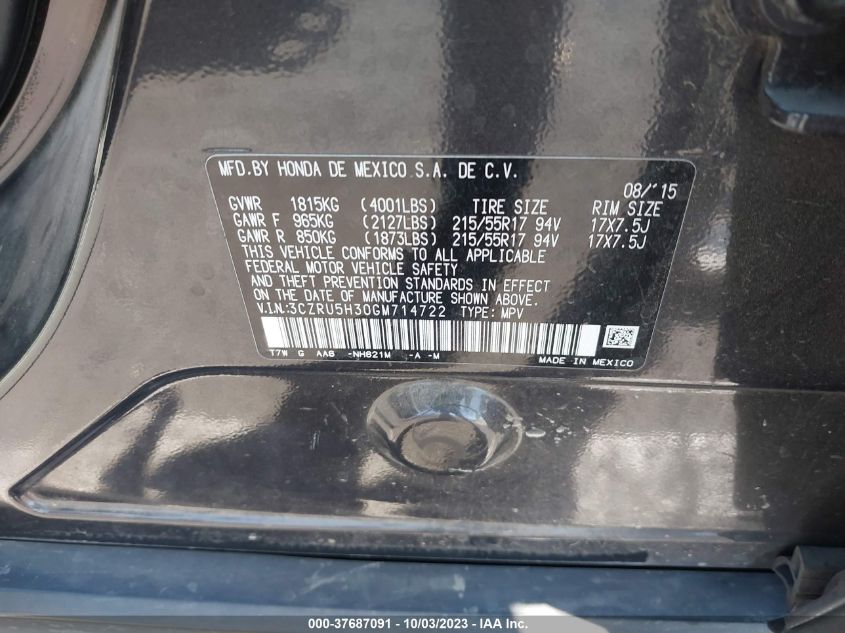 MFD.BY HONDA DE MEXICO S.A. DE C.V.
08/'15
GVWR 1815KG (4001LBS) TIRE SIZE RIM SIZE
GAWR F 965KG (2127LBS) 215/55R17 94V 17X7.5J
GAWR R 850KG (1873LBS) 215/55R17 94V 17X7.5J
THIS VEHICLE CONFORMS TO ALL APPLICABLE
FEDERAL MOTOR VEHICLE SAFETY
AND THEFT PREVENTION STANDARDS IN EFFECT
ON THE DATE OF MANUFACTURE SHOWN ABOVE.
V.I.N.:3CZRU5H30GM714722 TYPE: MPV
T7W G AA6 -NH821M -A -M
MADE IN MEXICO
000-37687091 - 10/03/2023 - IAA Inc.